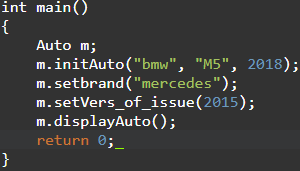 int main()
{
Auto m;
m.initAuto("bmw", "M5", 2018);
m.setbrand("mercedes");
m.setVers_of_issue(2015);
m.displayAuto();
return 0;_
}